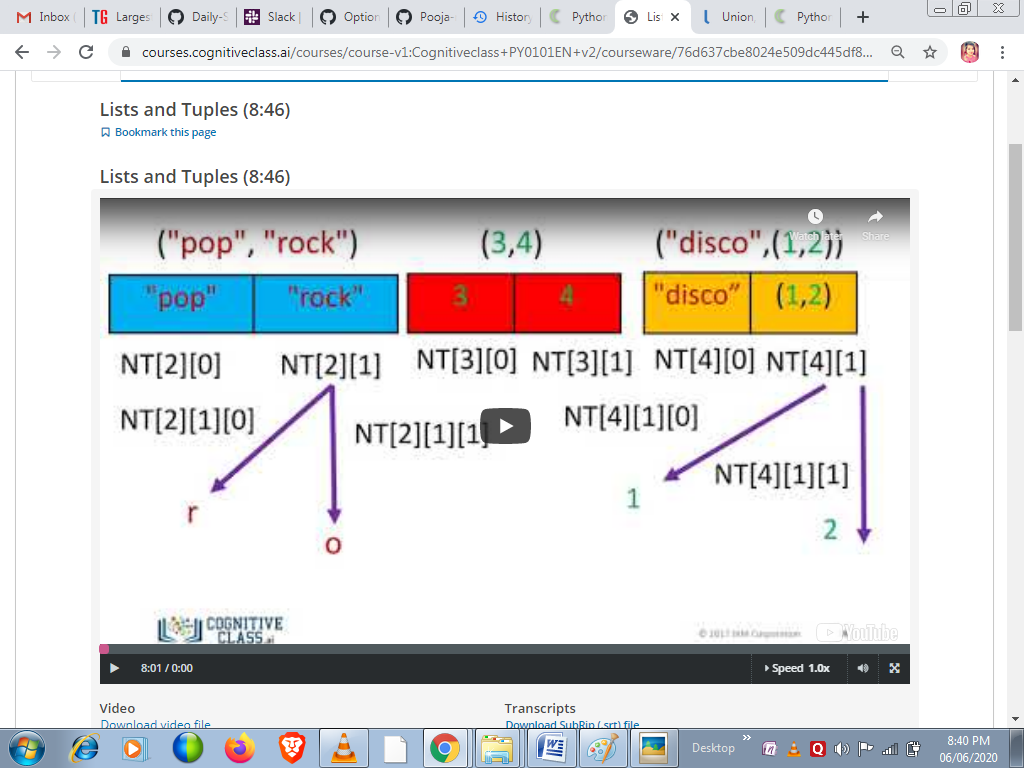 Inbox (
Larges
Daily-S
Slack |
Option
Pooja-
History
Python
Lis
Union,
Python
courses.cognitiveclass.ai/courses/course-v1:Cognitiveclass+PY0101EN+v2/courseware/76d637cbe8024e509dc445df8...
Lists and Tuples (8:46)
Bookmark this page
Lists and Tuples (8:46)
Watch later Share
("pop", "rock") (3,4) ("disco",(1,2))
"pop" "rock" 3 4 "disco” (1,2)
NT[2][0] NT[2][1] NT[3][0] NT[3][1] NT[4][0] NT[4][1]
NT[2][1][0] NT[2][1][1] NT[4][1][0]
NT[4][1][1]
r 1
o 2
COGNITIVE
CLASS.ai
© 2017 IBM Corporation
YouTube
8:01 / 0:00 Speed 1.0x
Video Transcripts
Download video file Download SubRip (.srt) file
Desktop
8:40 PM
06/06/2020